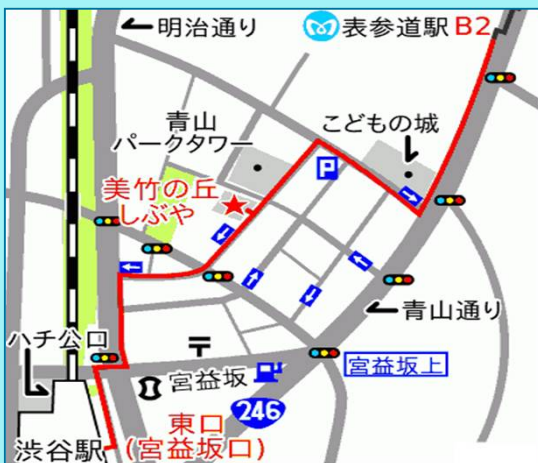 明治通り
表参道駅 B2
青山
パークタワー
こどもの城
P
美竹の丘
しぶや
青山通り
ハチ公口
宮益坂
宮益坂上
246
東口
(宮益坂口)
渋谷駅